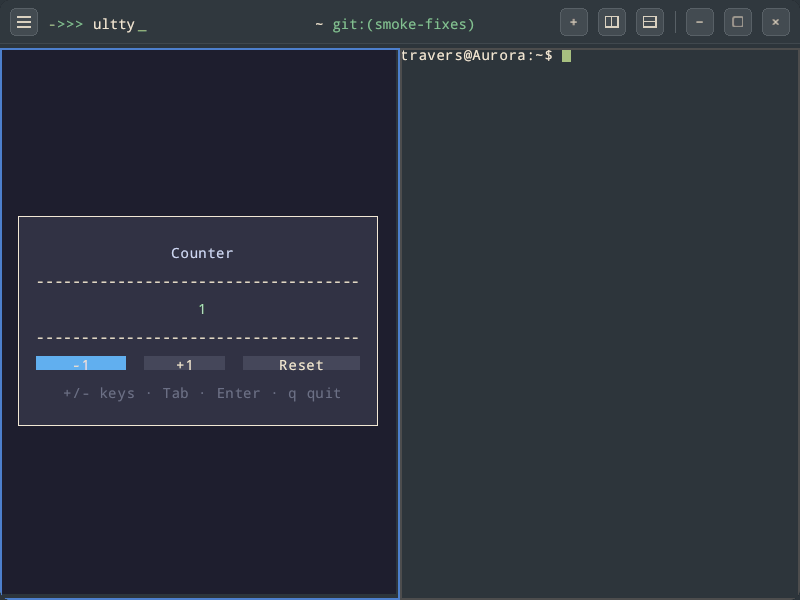 ->>> ultty_
~ git:(smoke-fixes)
travers@Aurora:~$
Counter
------------------------------------
1
------------------------------------
-1 +1 Reset
+/- keys · Tab · Enter · q quit